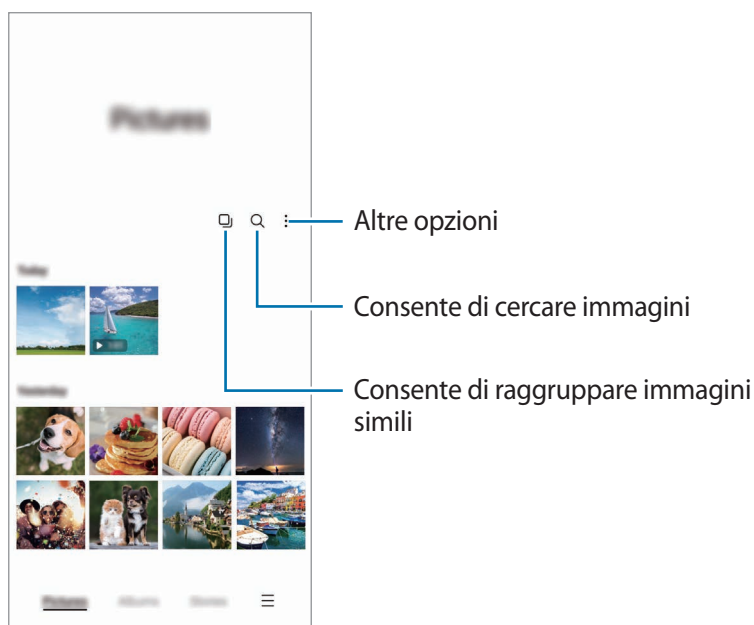 Pictures
Altre opzioni
Today
Consente di cercare immagini
Yesterday
Consente di raggruppare immagini
simili
Pictures
Albums
Stories